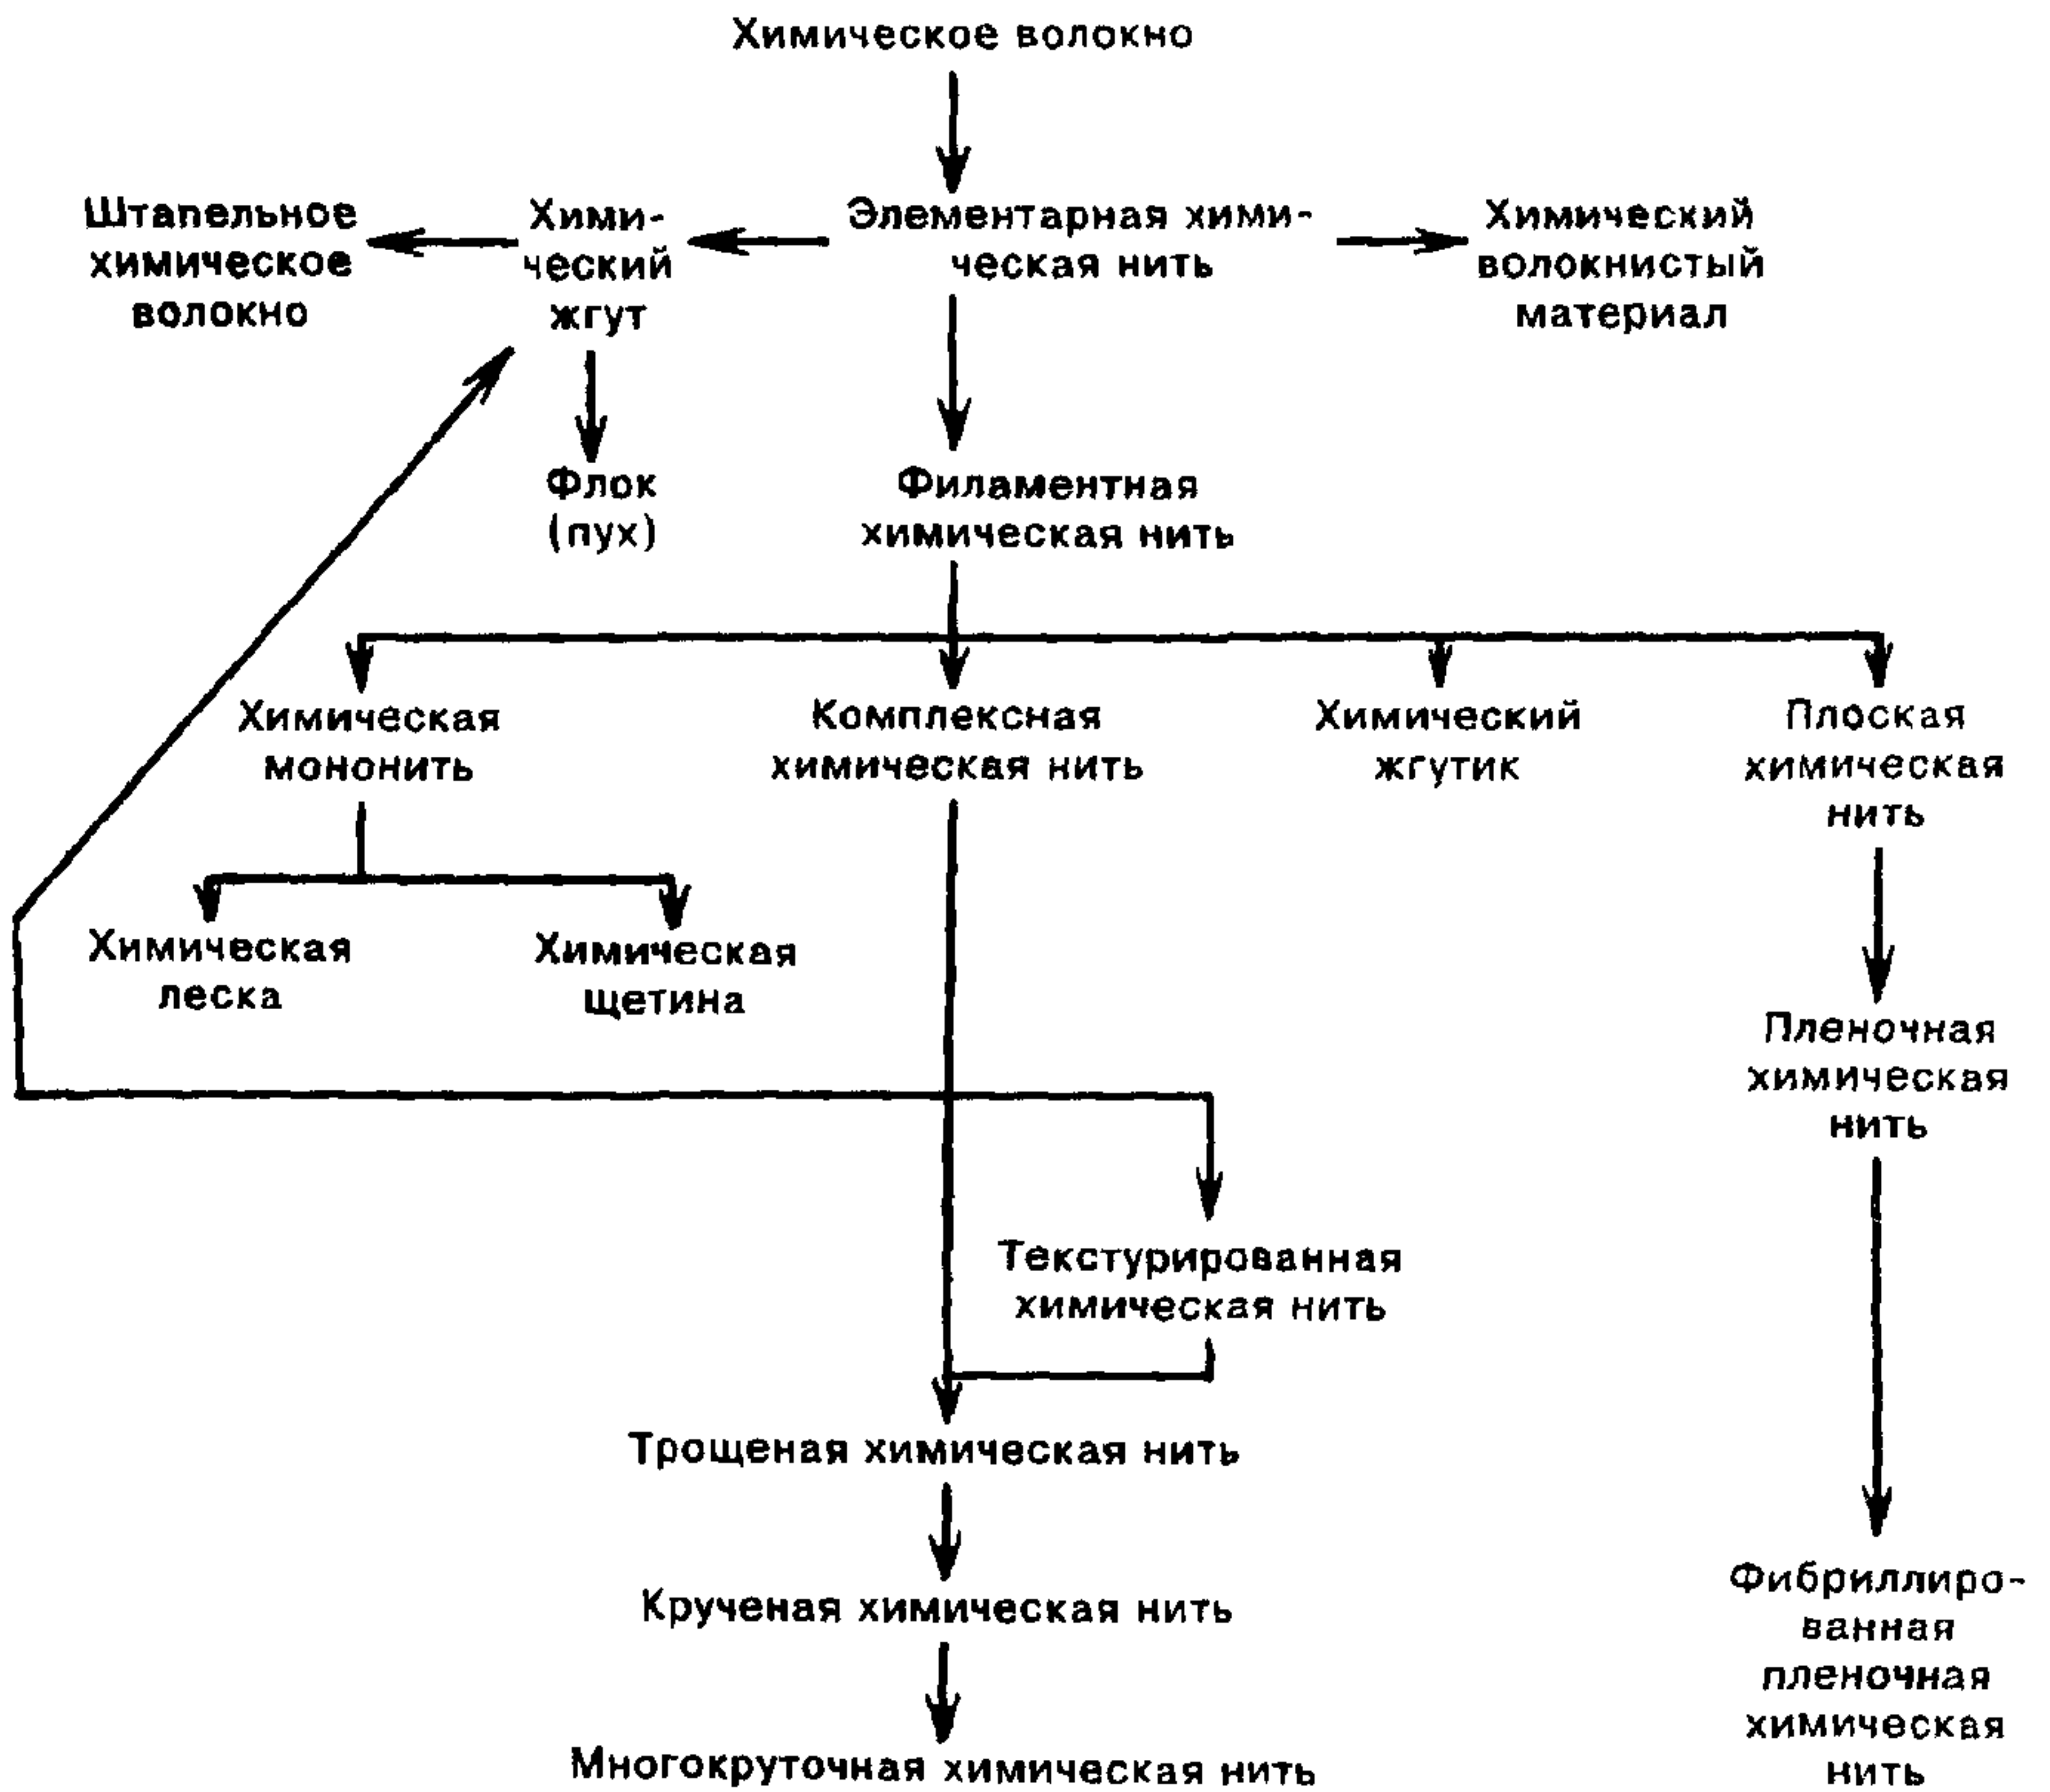 Химическое волокно
Штапельное
химическое
волокно
Хими-
ческий
жгут
Элементарная хими-
ческая нить
Химический
волокнистый
материал
Флок
(пух)
Филаментная
химическая нить
Химическая
мононить
Комплексная
химическая нить
Химический
жгутик
Плоская
химическая
нить
Химическая
леска
Химическая
щетина
Пленочная
химическая
нить
Текстурированная
химическая нить
Трощеная химическая нить
Крученая химическая нить
Многокруточная химическая нить
Фибриллиро-
ванная
пленочная
химическая
нить